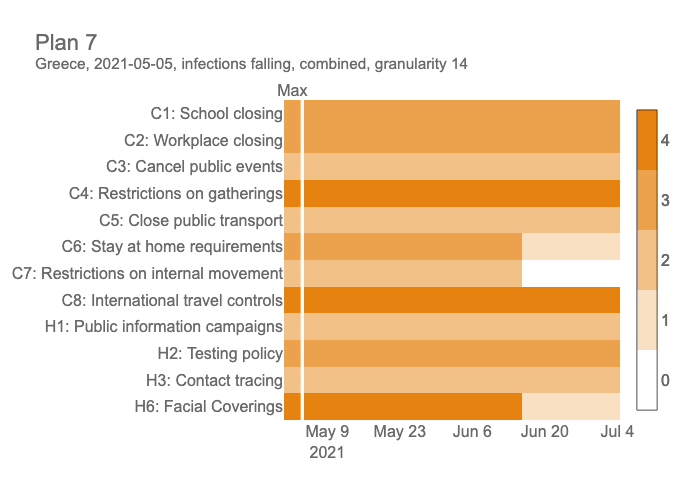 Plan 7
Greece, 2021-05-05, infections falling, combined, granularity 14
Max
C1: School closing
C2: Workplace closing
C3: Cancel public events
C4: Restrictions on gatherings
C5: Close public transport
C6: Stay at home requirements
C7: Restrictions on internal movement
C8: International travel controls
H1: Public information campaigns
H2: Testing policy
H3: Contact tracing
H6: Facial Coverings
May 9 May 23 Jun 6 Jun 20 Jul 4
2021
4
3
2
1
0